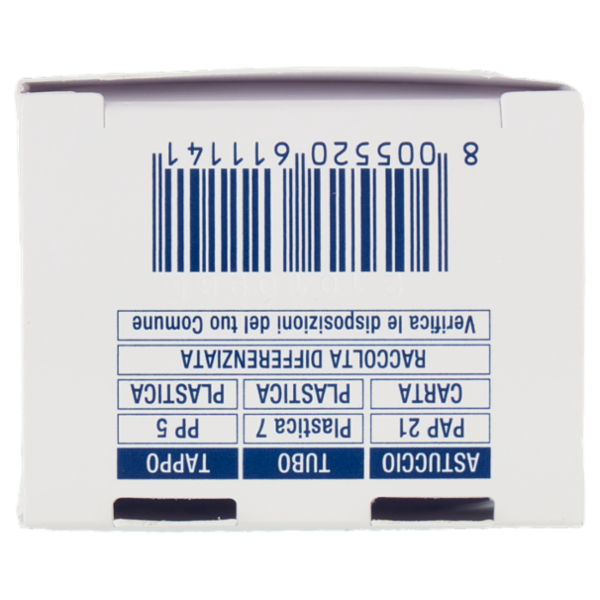 ASTUCCIO TUBO TAPPO
PAP 21 Plastica 7 PP 5
CARTA PLASTICA PLASTICA
RACCOLTA DIFFERENZIATA
Verifica le disposizioni del tuo Comune
8 005520 611141